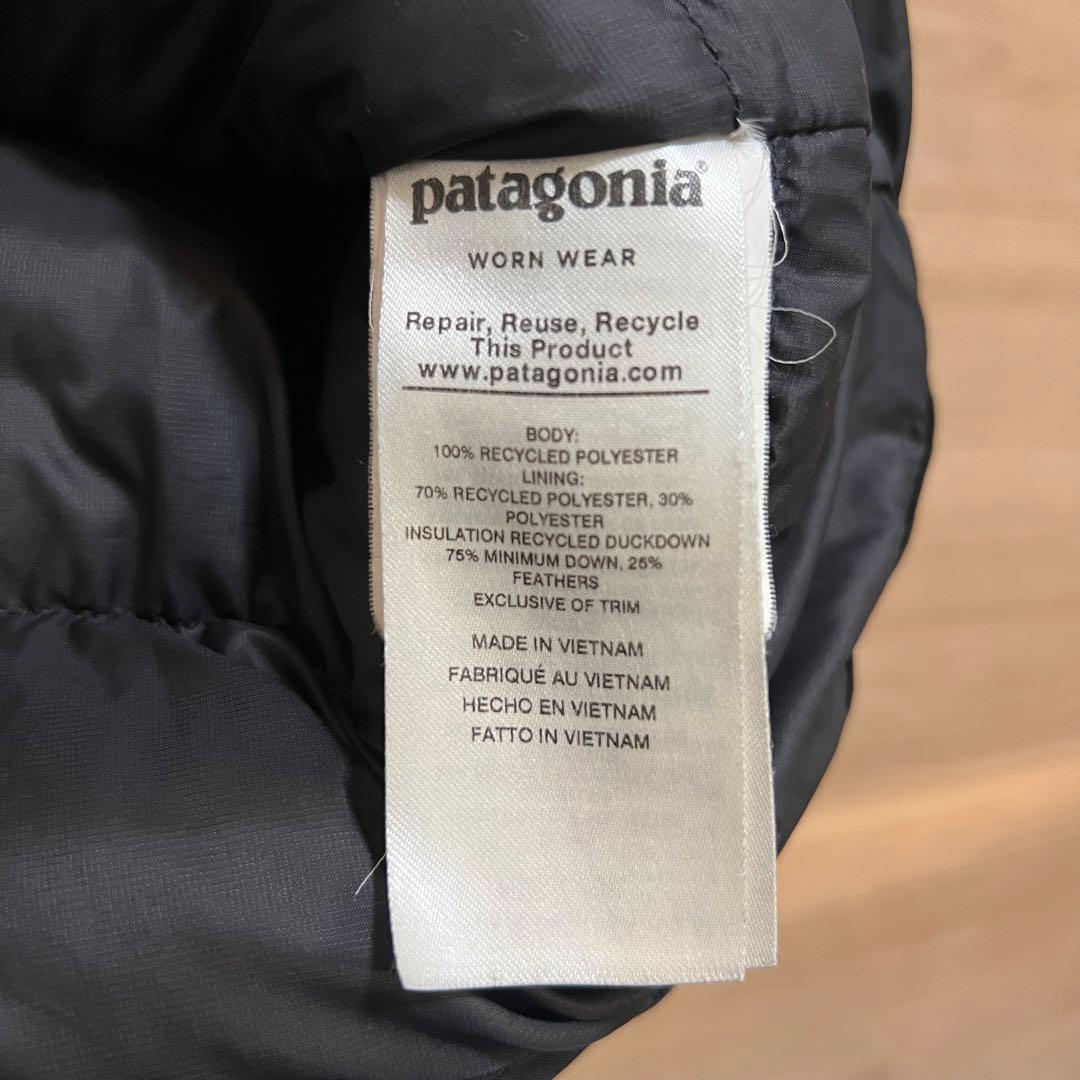 patagonia®
WORN WEAR
Repair, Reuse, Recycle
This Product
www.patagonia.com
BODY:
100% RECYCLED POLYESTER
LINING:
70% RECYCLED POLYESTER, 30%
POLYESTER
INSULATION RECYCLED DUCKDOWN
75% MINIMUM DOWN, 25%
FEATHERS
EXCLUSIVE OF TRIM
MADE IN VIETNAM
FABRIQUÉ AU VIETNAM
HECHO EN VIETNAM
FATTO IN VIETNAM